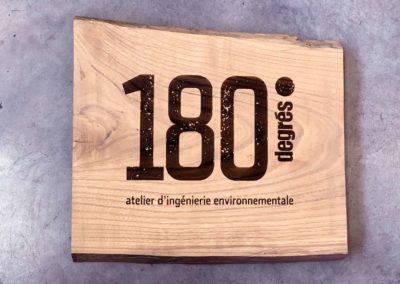 180
degrés
atelier d'ingénierie environnementale